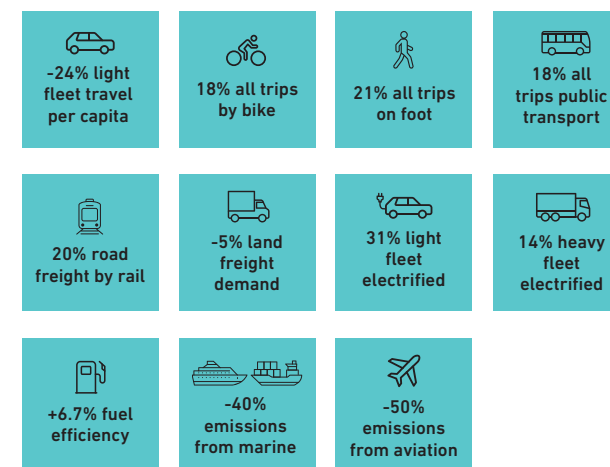 -24% light
fleet travel
per capita
18% all trips
by bike
21% all trips
on foot
18% all
trips public
transport
20% road
freight by rail
-5% land
freight
demand
31% light
fleet
electrified
14% heavy
fleet
electrified
+6.7% fuel
efficiency
-40%
emissions
from marine
-50%
emissions
from aviation